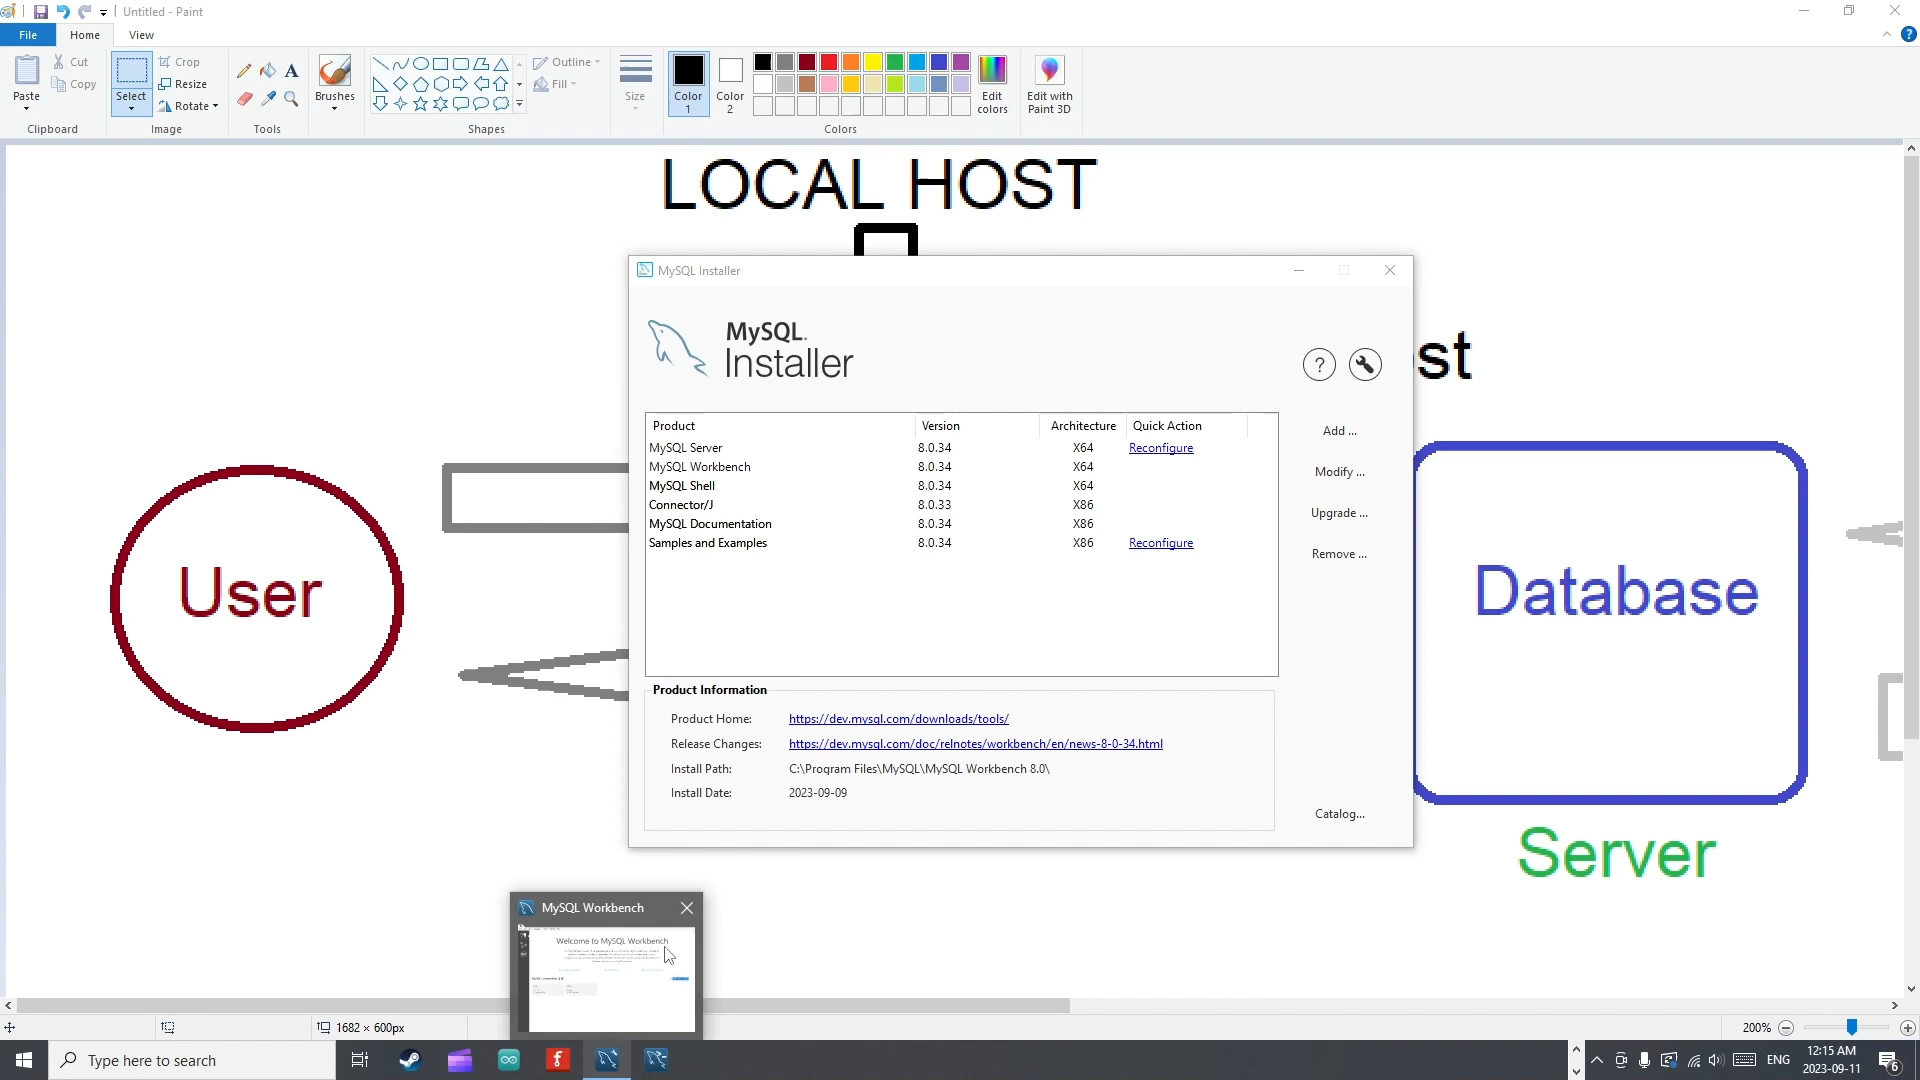 Untitled - Paint
File
Home
View
Paste
Cut
Copy
Clipboard
Select
Crop
Resize
Rotate
Image
A
Tools
Brushes
Shapes
Outline
Fill
Size
Color
1
Color
2
Edit
colors
Colors
Edit with
Paint 3D
?
LOCAL HOST
User
st
Database
Server
MySQL Installer
MySQL
Installer
?
Product Version Architecture Quick Action
MySQL Server 8.0.34 X64 Reconfigure
MySQL Workbench 8.0.34 X64
MySQL Shell 8.0.34 X64
Connector/J 8.0.33 X86
MySQL Documentation 8.0.34 X86
Samples and Examples 8.0.34 X86 Reconfigure
Add ...
Modify ...
Upgrade ...
Remove ...
Catalog...
Product Information
Product Home: https://dev.mysql.com/downloads/tools/
Release Changes: https://dev.mysql.com/doc/relnotes/workbench/en/news-8-0-34.html
Install Path: C:\Program Files\MySQL\MySQL Workbench 8.0\
Install Date: 2023-09-09
MySQL Workbench
Welcome to MySQL Workbench
1682 × 600px
200%
Type here to search
ENG
12:15 AM
2023-09-11
6